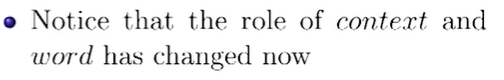 • Notice that the role of context and
word has changed now